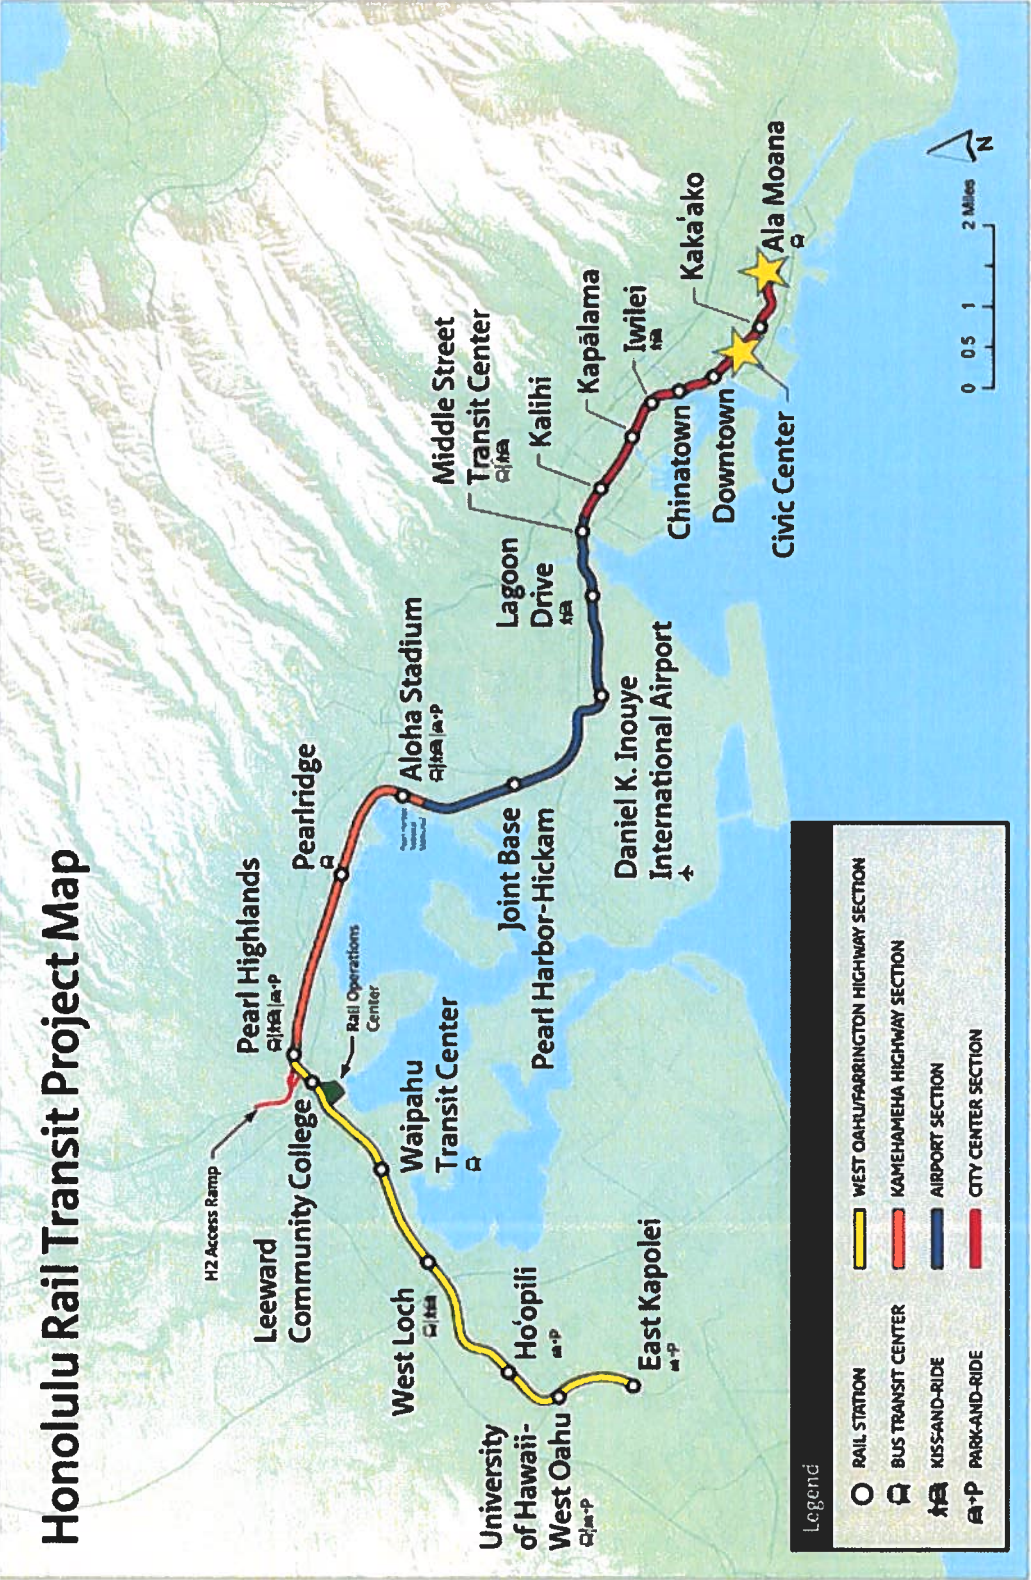 Honolulu Rail Transit Project Map
H2 Access Ramp
Pearl Highlands
Pearlridge
Leeward
Community College
Rail Operations
Center
Aloha Stadium
Waipahu
Transit Center
West Loch
Ho'opili
University
of Hawaii-
West Oahu
East Kapolei
Joint Base
Pearl Harbor-Hickam
Daniel K. Inouye
International Airport
Lagoon
Drive
Middle Street
Transit Center
Kalihi
Kapālama
Iwilei
Chinatown
Downtown
Civic Center
Kaka'ako
Ala Moana
0 0.5 1 2 Miles
N
Legend
RAIL STATION
BUS TRANSIT CENTER
KISS-AND-RIDE
PARK-AND-RIDE
WEST OAHU/FARRINGTON HIGHWAY SECTION
KAMEHAMEHA HIGHWAY SECTION
AIRPORT SECTION
CITY CENTER SECTION